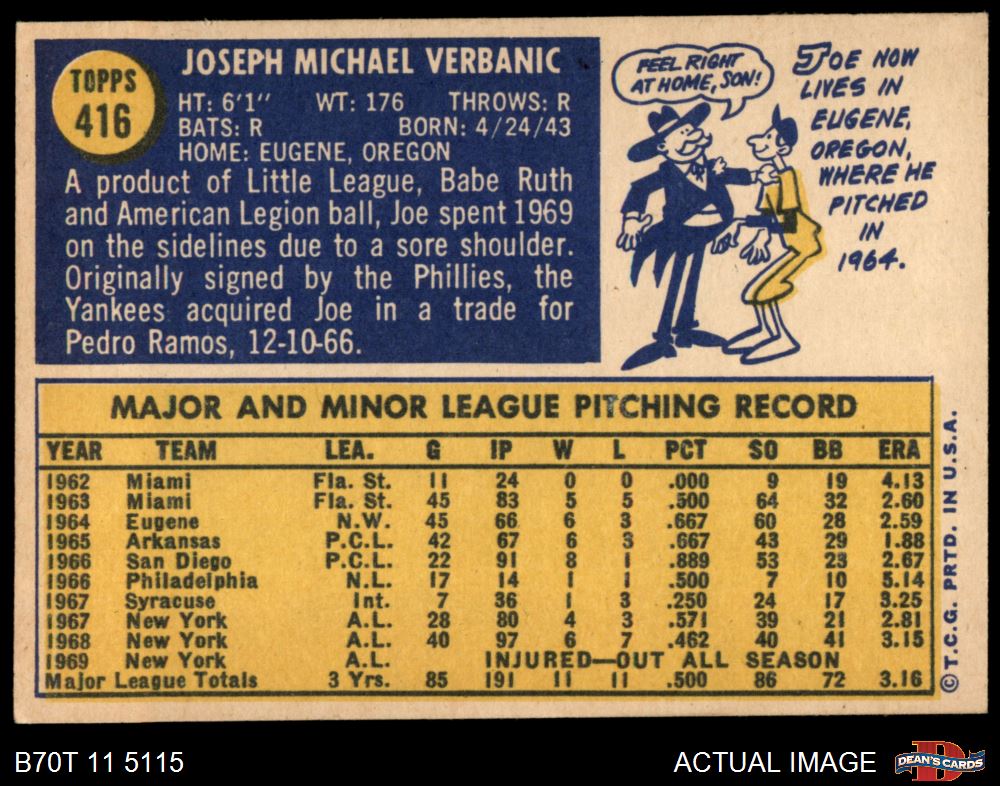 TOPPS
416
JOSEPH MICHAEL VERBANIC
HT: 6'1" WT: 176 THROWS: R
BATS: R BORN: 4/24/43
HOME: EUGENE, OREGON
A product of Little League, Babe Ruth
and American Legion ball, Joe spent 1969
on the sidelines due to a sore shoulder.
Originally signed by the Phillies, the
Yankees acquired Joe in a trade for
Pedro Ramos, 12-10-66.
FEEL RIGHT
AT HOME, SON!
JOE NOW
LIVES IN
EUGENE,
OREGON,
WHERE HE
PITCHED
IN
1964.
MAJOR AND MINOR LEAGUE PITCHING RECORD
YEAR TEAM LEA. G IP W L PCT SO BB ERA
1962 Miami Fla. St. 11 24 0 0 .000 9 19 4.13
1963 Miami Fla. St. 45 83 5 5 .500 64 32 2.60
1964 Eugene N.W. 45 66 6 3 .667 60 28 2.59
1965 Arkansas P.C.L. 42 67 6 3 .667 43 29 1.88
1966 San Diego P.C.L. 22 91 8 1 .889 53 23 2.67
1966 Philadelphia N.L. 17 14 1 1 .500 7 10 5.14
1967 Syracuse Int. 7 36 1 3 .250 24 17 3.25
1967 New York A.L. 28 80 4 3 .571 39 21 2.81
1968 New York A.L. 40 97 6 7 .462 40 41 3.15
1969 New York A.L. INJURED—OUT ALL SEASON
Major League Totals 3 Yrs. 85 191 11 11 .500 86 72 3.16
© T.C.G. PRTD. IN U.S.A.
B70T 11 5115
ACTUAL IMAGE
D
DEAN'S CARDS